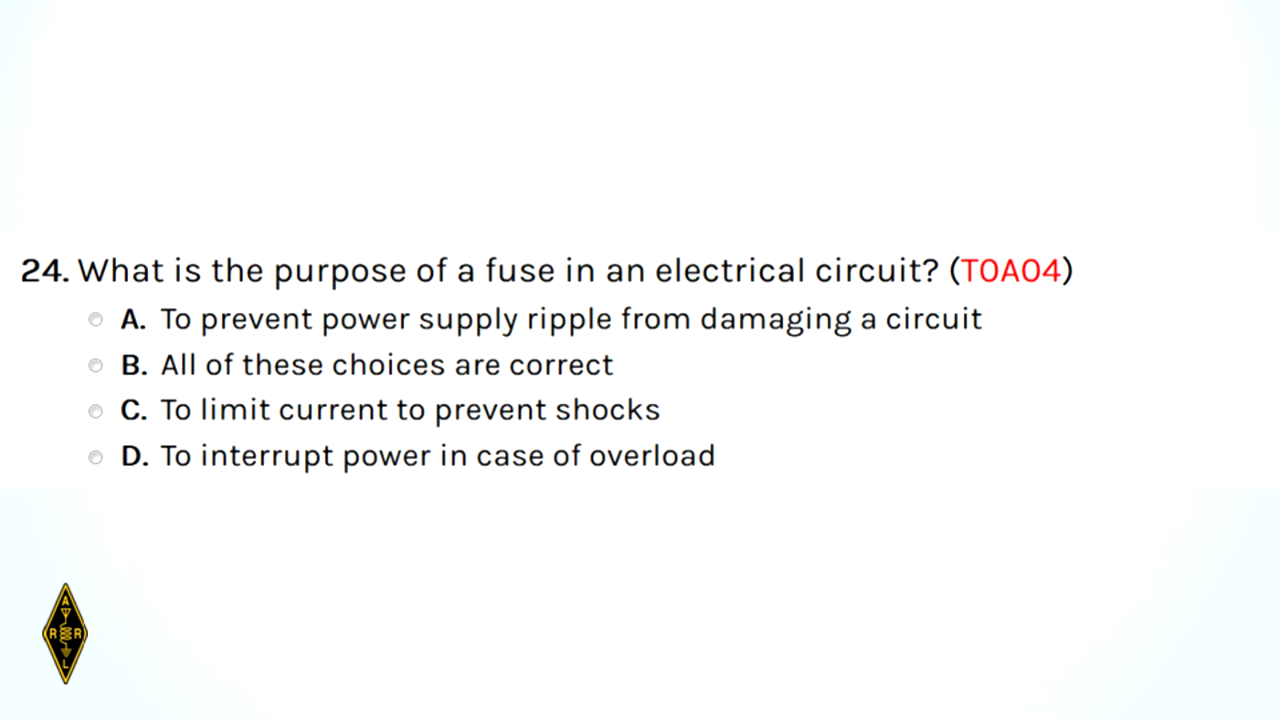 24. What is the purpose of a fuse in an electrical circuit? (T0A04)
A. To prevent power supply ripple from damaging a circuit
B. All of these choices are correct
C. To limit current to prevent shocks
D. To interrupt power in case of overload
A
R R
L